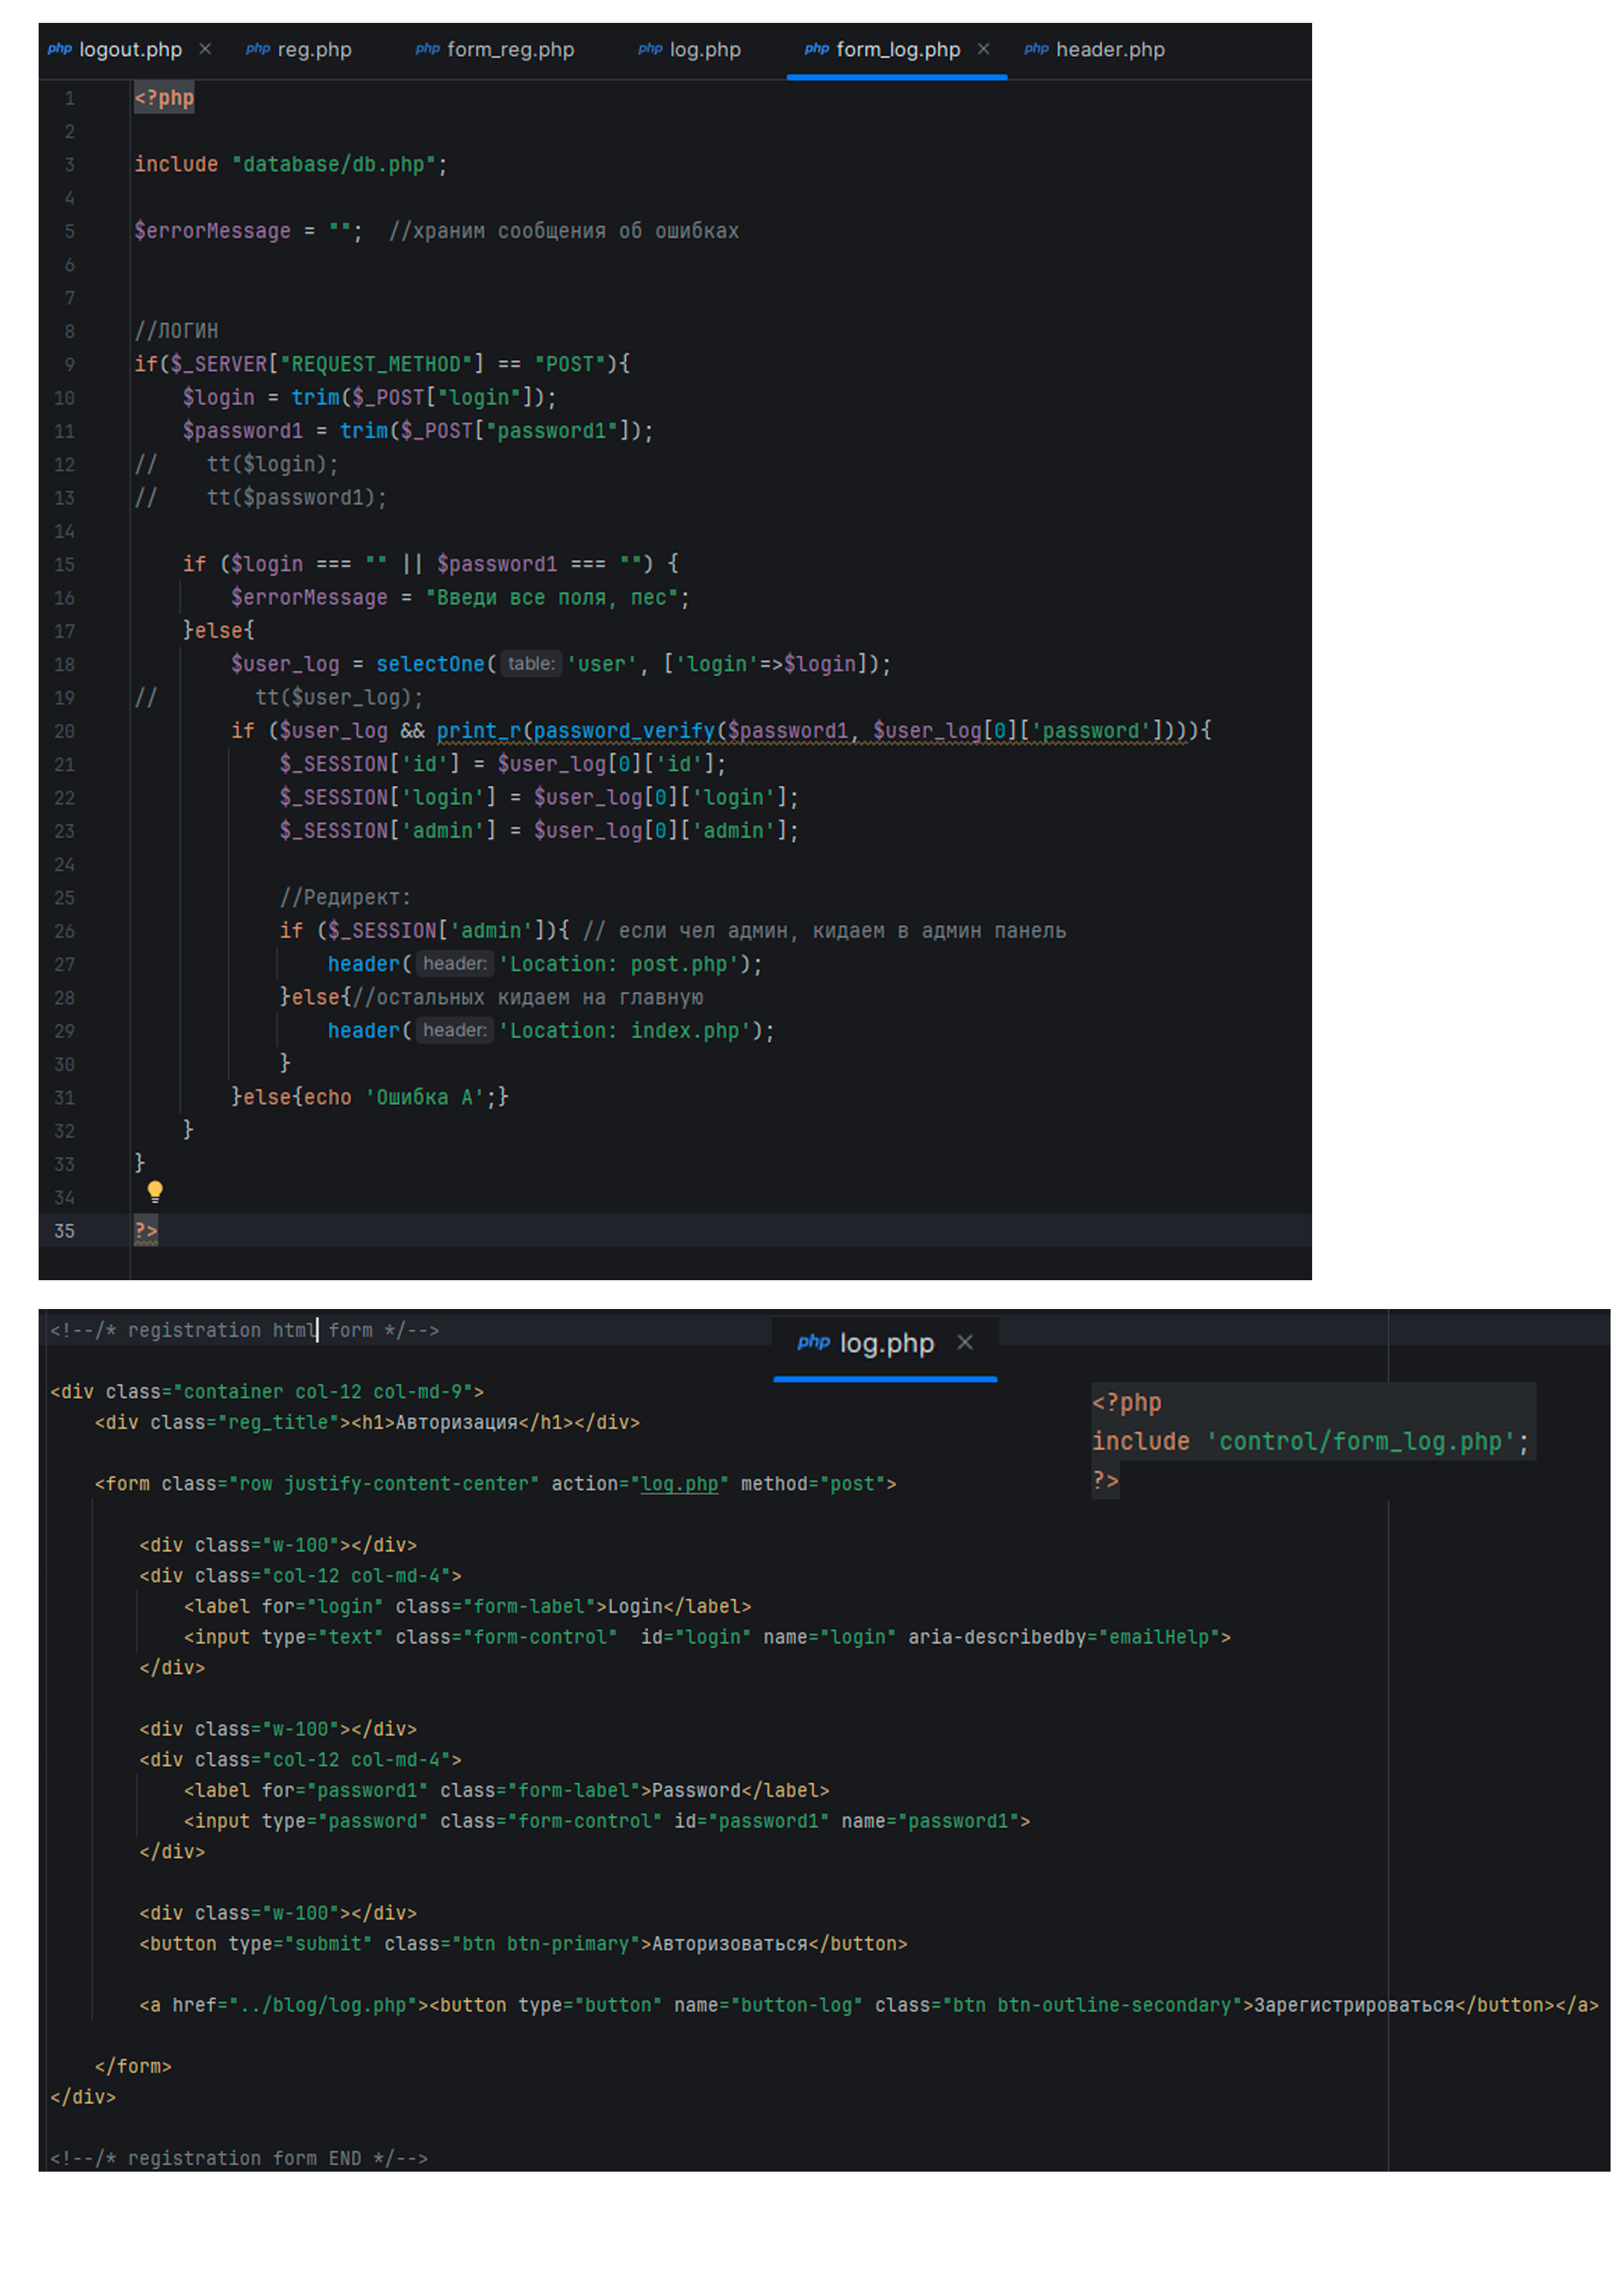 php logout.php × php reg.php php form_reg.php php log.php php form_log.php × php header.php
1 <?php
2
3 include "database/db.php";
4
5 $errorMessage = "";  //храним сообщения об ошибках
6
7
8 //ЛОГИН
9 if($_SERVER["REQUEST_METHOD"] == "POST"){
10     $login = trim($_POST["login"]);
11     $password1 = trim($_POST["password1"]);
12 //    tt($login);
13 //    tt($password1);
14
15     if ($login === "" || $password1 === "") {
16         $errorMessage = "Введи все поля, пес";
17     }else{
18         $user_log = selectOne( table: 'user', ['login'=>$login]);
19 //        tt($user_log);
20         if ($user_log && print_r(password_verify($password1, $user_log[0]['password']))){
21             $_SESSION['id'] = $user_log[0]['id'];
22             $_SESSION['login'] = $user_log[0]['login'];
23             $_SESSION['admin'] = $user_log[0]['admin'];
24
25             //Редирект:
26             if ($_SESSION['admin']){ // если чел админ, кидаем в админ панель
27                 header( header: 'Location: post.php');
28             }else{//остальных кидаем на главную
29                 header( header: 'Location: index.php');
30             }
31         }else{echo 'Ошибка А';}
32     }
33 }
34
35 ?>
<!--/* registration html form */-->
php log.php ×
<?php
include 'control/form_log.php';
?>
<div class="container col-12 col-md-9">
    <div class="reg_title"><h1>Авторизация</h1></div>
    <form class="row justify-content-center" action="log.php" method="post">
        <div class="w-100"></div>
        <div class="col-12 col-md-4">
            <label for="login" class="form-label">Login</label>
            <input type="text" class="form-control"  id="login" name="login" aria-describedby="emailHelp">
        </div>
        <div class="w-100"></div>
        <div class="col-12 col-md-4">
            <label for="password1" class="form-label">Password</label>
            <input type="password" class="form-control" id="password1" name="password1">
        </div>
        <div class="w-100"></div>
        <button type="submit" class="btn btn-primary">Авторизоваться</button>
        <a href="../blog/log.php"><button type="button" name="button-log" class="btn btn-outline-secondary">Зарегистрироваться</button></a>
    </form>
</div>
<!--/* registration form END */-->